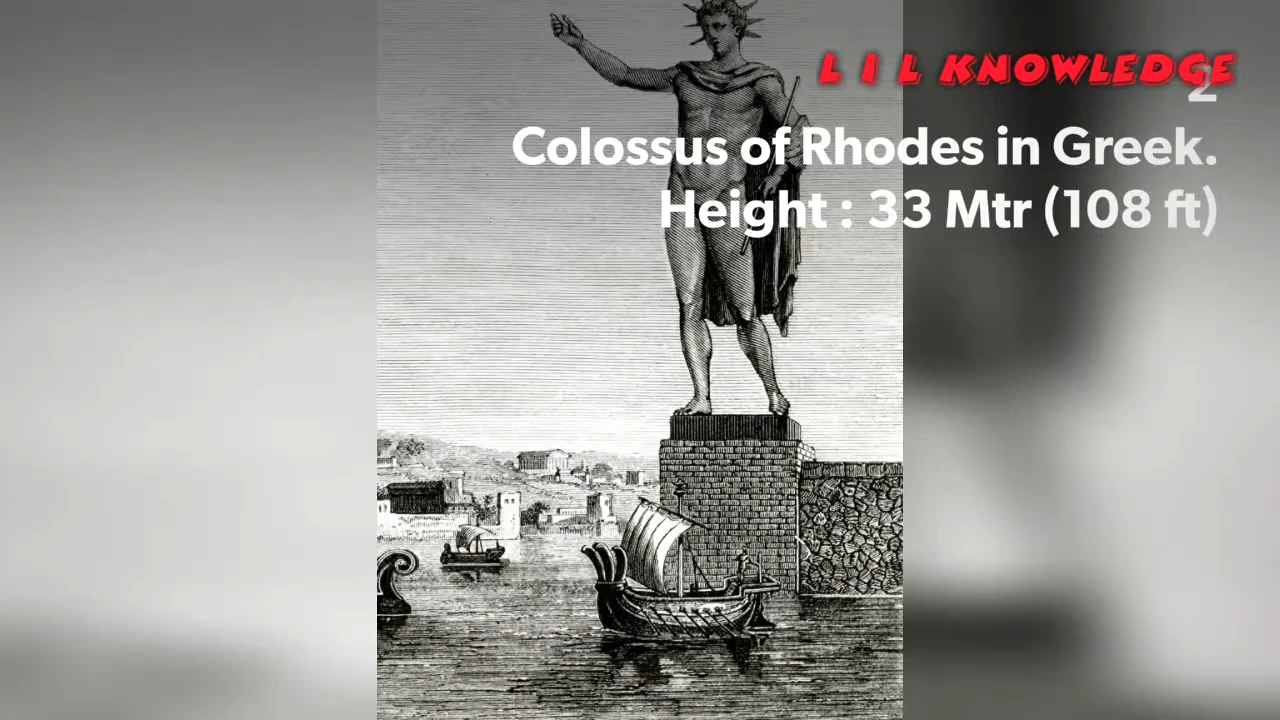 L I L KNOWLEDGE
2
Colossus of Rhodes in Greek.
Height : 33 Mtr (108 ft)